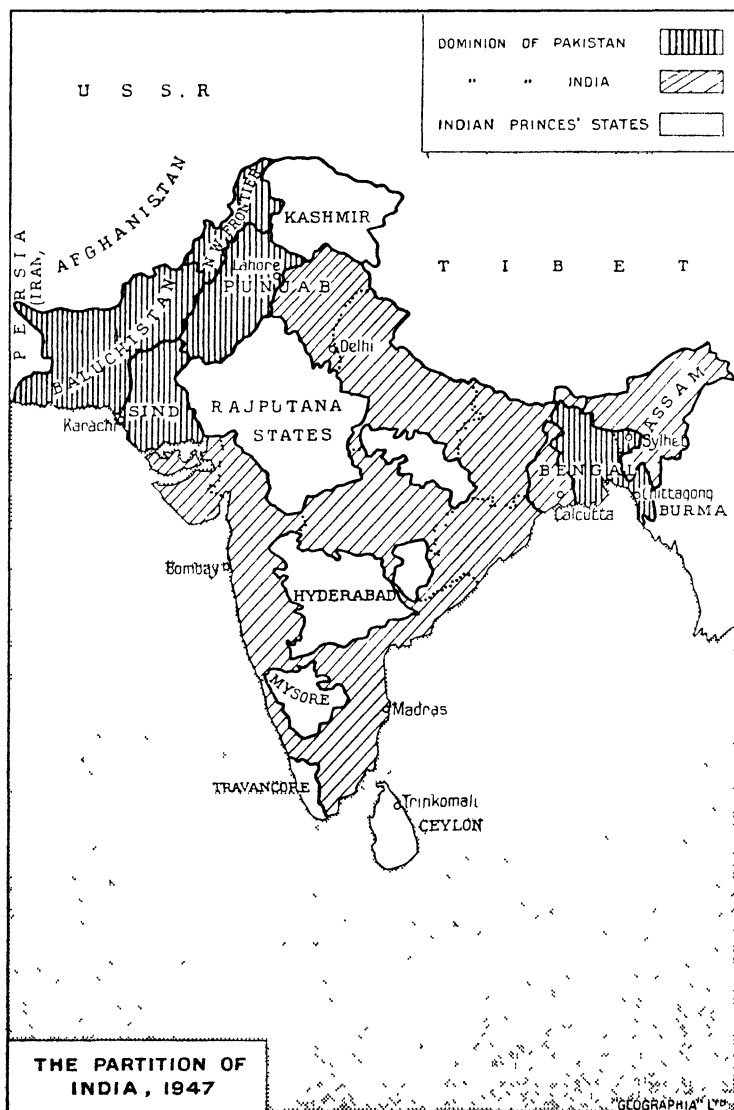 DOMINION OF PAKISTAN
" " INDIA
INDIAN PRINCES' STATES
U S S. R
AFGHANISTAN
PERSIA
(IRAN,
N W FRONTIER
KASHMIR
TIBET
Lahore
PUNJAB
BALUCHISTAN
Delhi
SIND
Karachi
RAJPUTANA
STATES
ASSAM
Sylhet
BENGAL
Chittagong
Calcutta
BURMA
Bombay
HYDERABAD
MYSORE
Madras
TRAVANCORE
Trinkomali
CEYLON
THE PARTITION OF
INDIA, 1947
"GEOGRAPHIA" LTD.